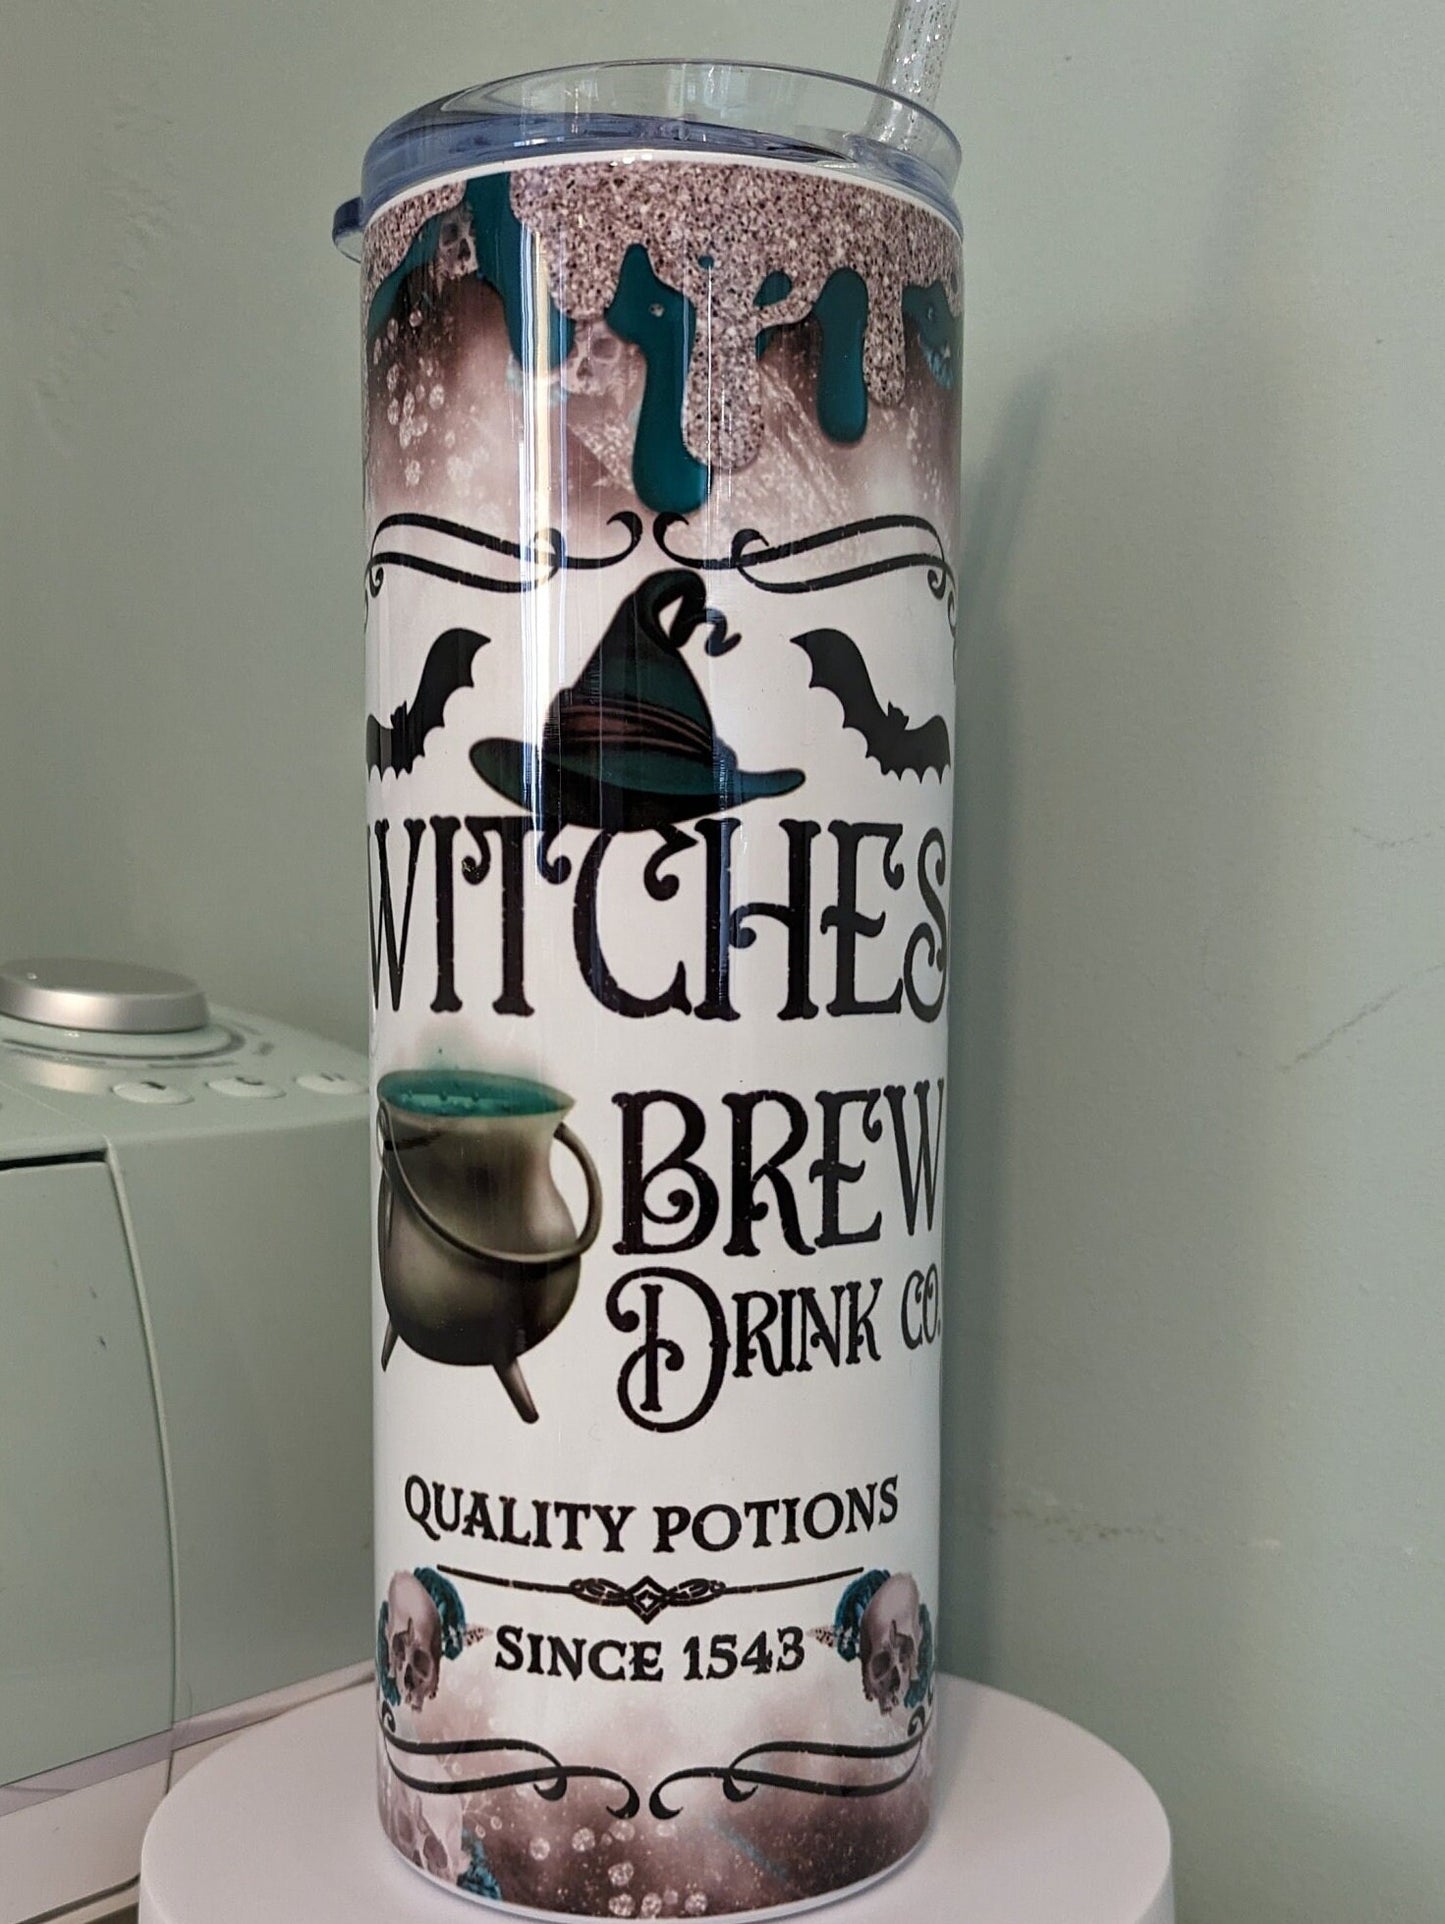 WITCHES
BREW
DRINK CO.
QUALITY POTIONS
SINCE 1543